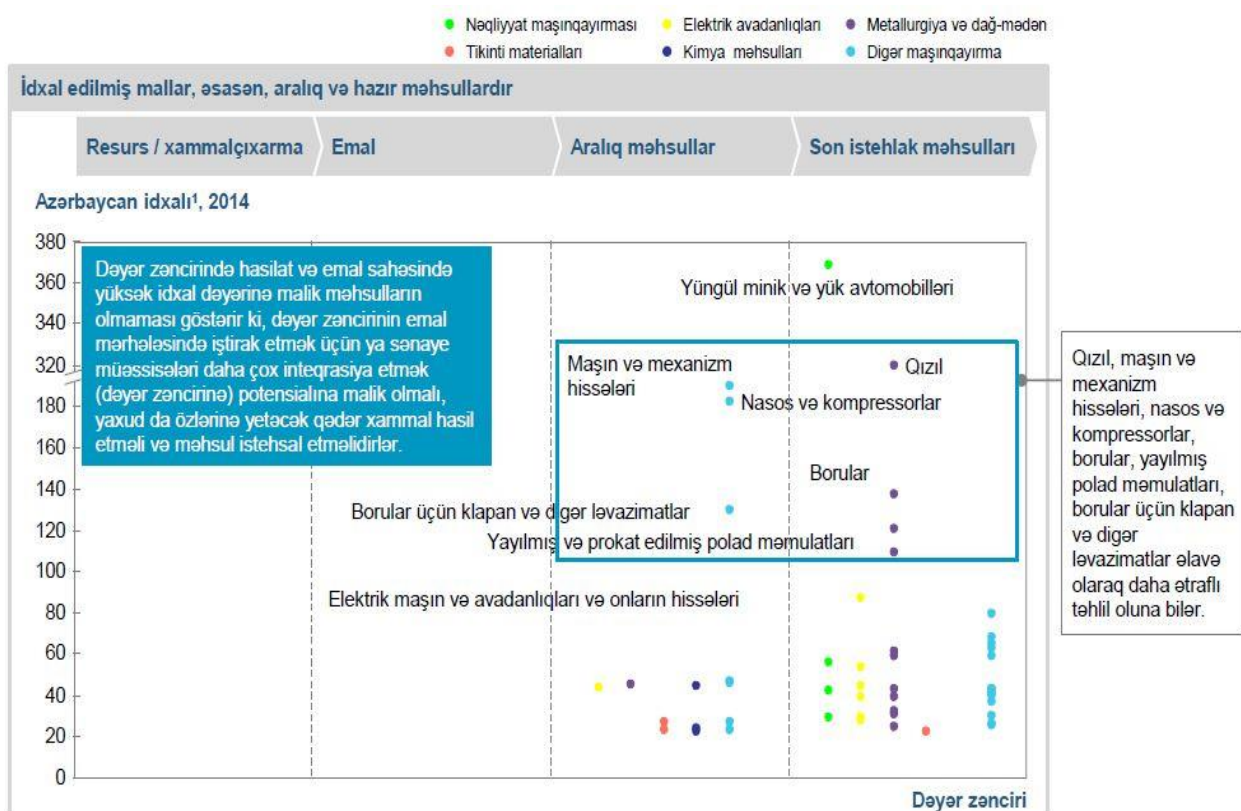 Nəqliyyat maşınqayırması
Elektrik avadanlıqları
Metallurgiya və dağ-mədən
Tikinti materialları
Kimya məhsulları
Digər maşınqayırma
İdxal edilmiş mallar, əsasən, aralıq və hazır məhsullardır
Resurs / xammalçıxarma
Emal
Aralıq məhsullar
Son istehlak məhsulları
Azərbaycan idxalı¹, 2014
380
360
340
320
180
160
140
120
100
80
60
40
20
0
Dəyər zəncirində hasilat və emal sahəsində
yüksək idxal dəyərinə malik məhsulların
olmaması göstərir ki, dəyər zəncirinin emal
mərhələsində iştirak etmək üçün ya sənaye
müəssisələri daha çox inteqrasiya etmək
(dəyər zəncirinə) potensialına malik olmalı,
yaxud da özlərinə yetəcək qədər xammal hasil
etməli və məhsul istehsal etməlidirlər.
Yüngül minik və yük avtomobilləri
Maşın və mexanizm
hissələri
Qızıl
Nasos və kompressorlar
Borular
Borular üçün klapan və digər ləvazimatlar
Yayılmış və prokat edilmiş polad məmulatları
Elektrik maşın və avadanlıqları və onların hissələri
Qızıl, maşın və
mexanizm
hissələri, nasos və
kompressorlar,
borular, yayılmış
polad məmulatları,
borular üçün klapan
və digər
ləvazimatlar əlavə
olaraq daha ətraflı
təhlil oluna bilər.
Dəyər zənciri